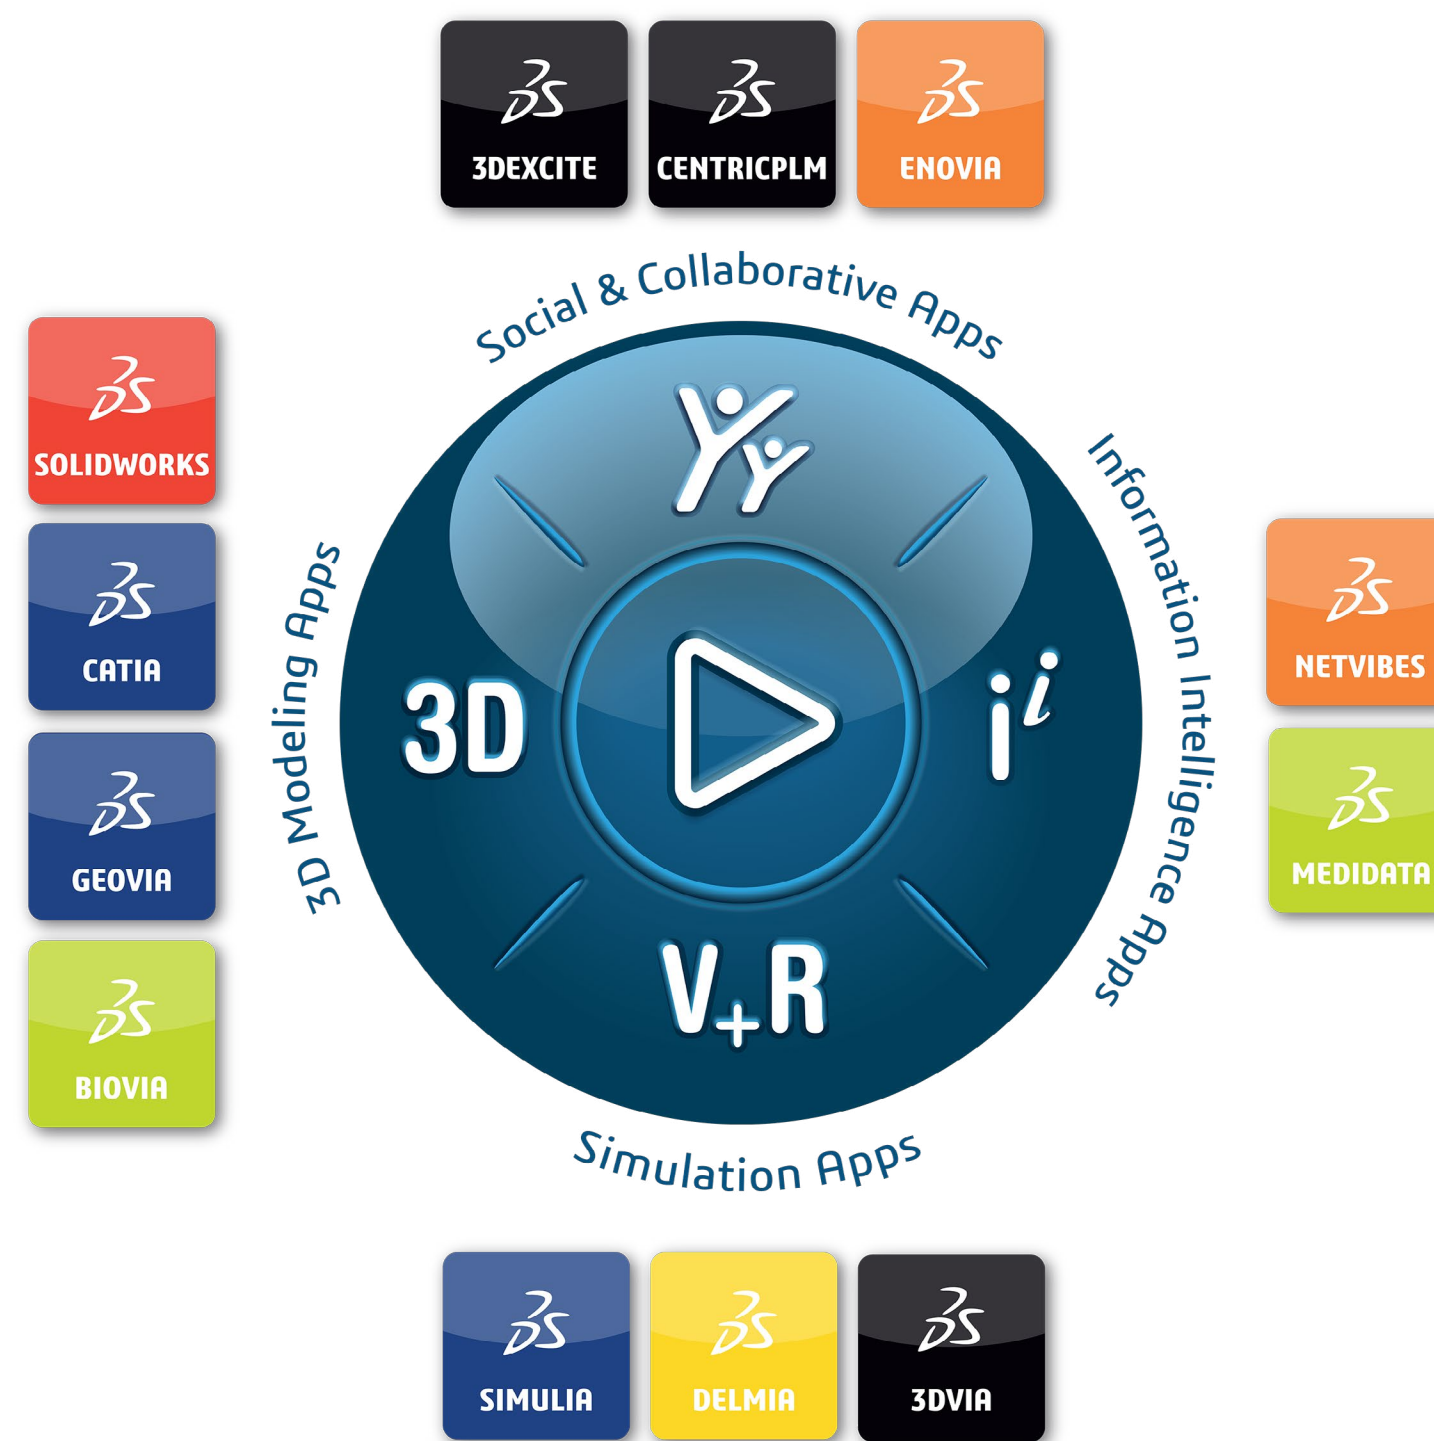 3DEXCITE
CENTRICPLM
ENOVIA
Social & Collaborative Apps
SOLIDWORKS
CATIA
GEOVIA
BIOVIA
3D Modeling Apps
3D
i i
V+R
Information Intelligence Apps
NETVIBES
MEDIDATA
Simulation Apps
SIMULIA
DELMIA
3DVIA